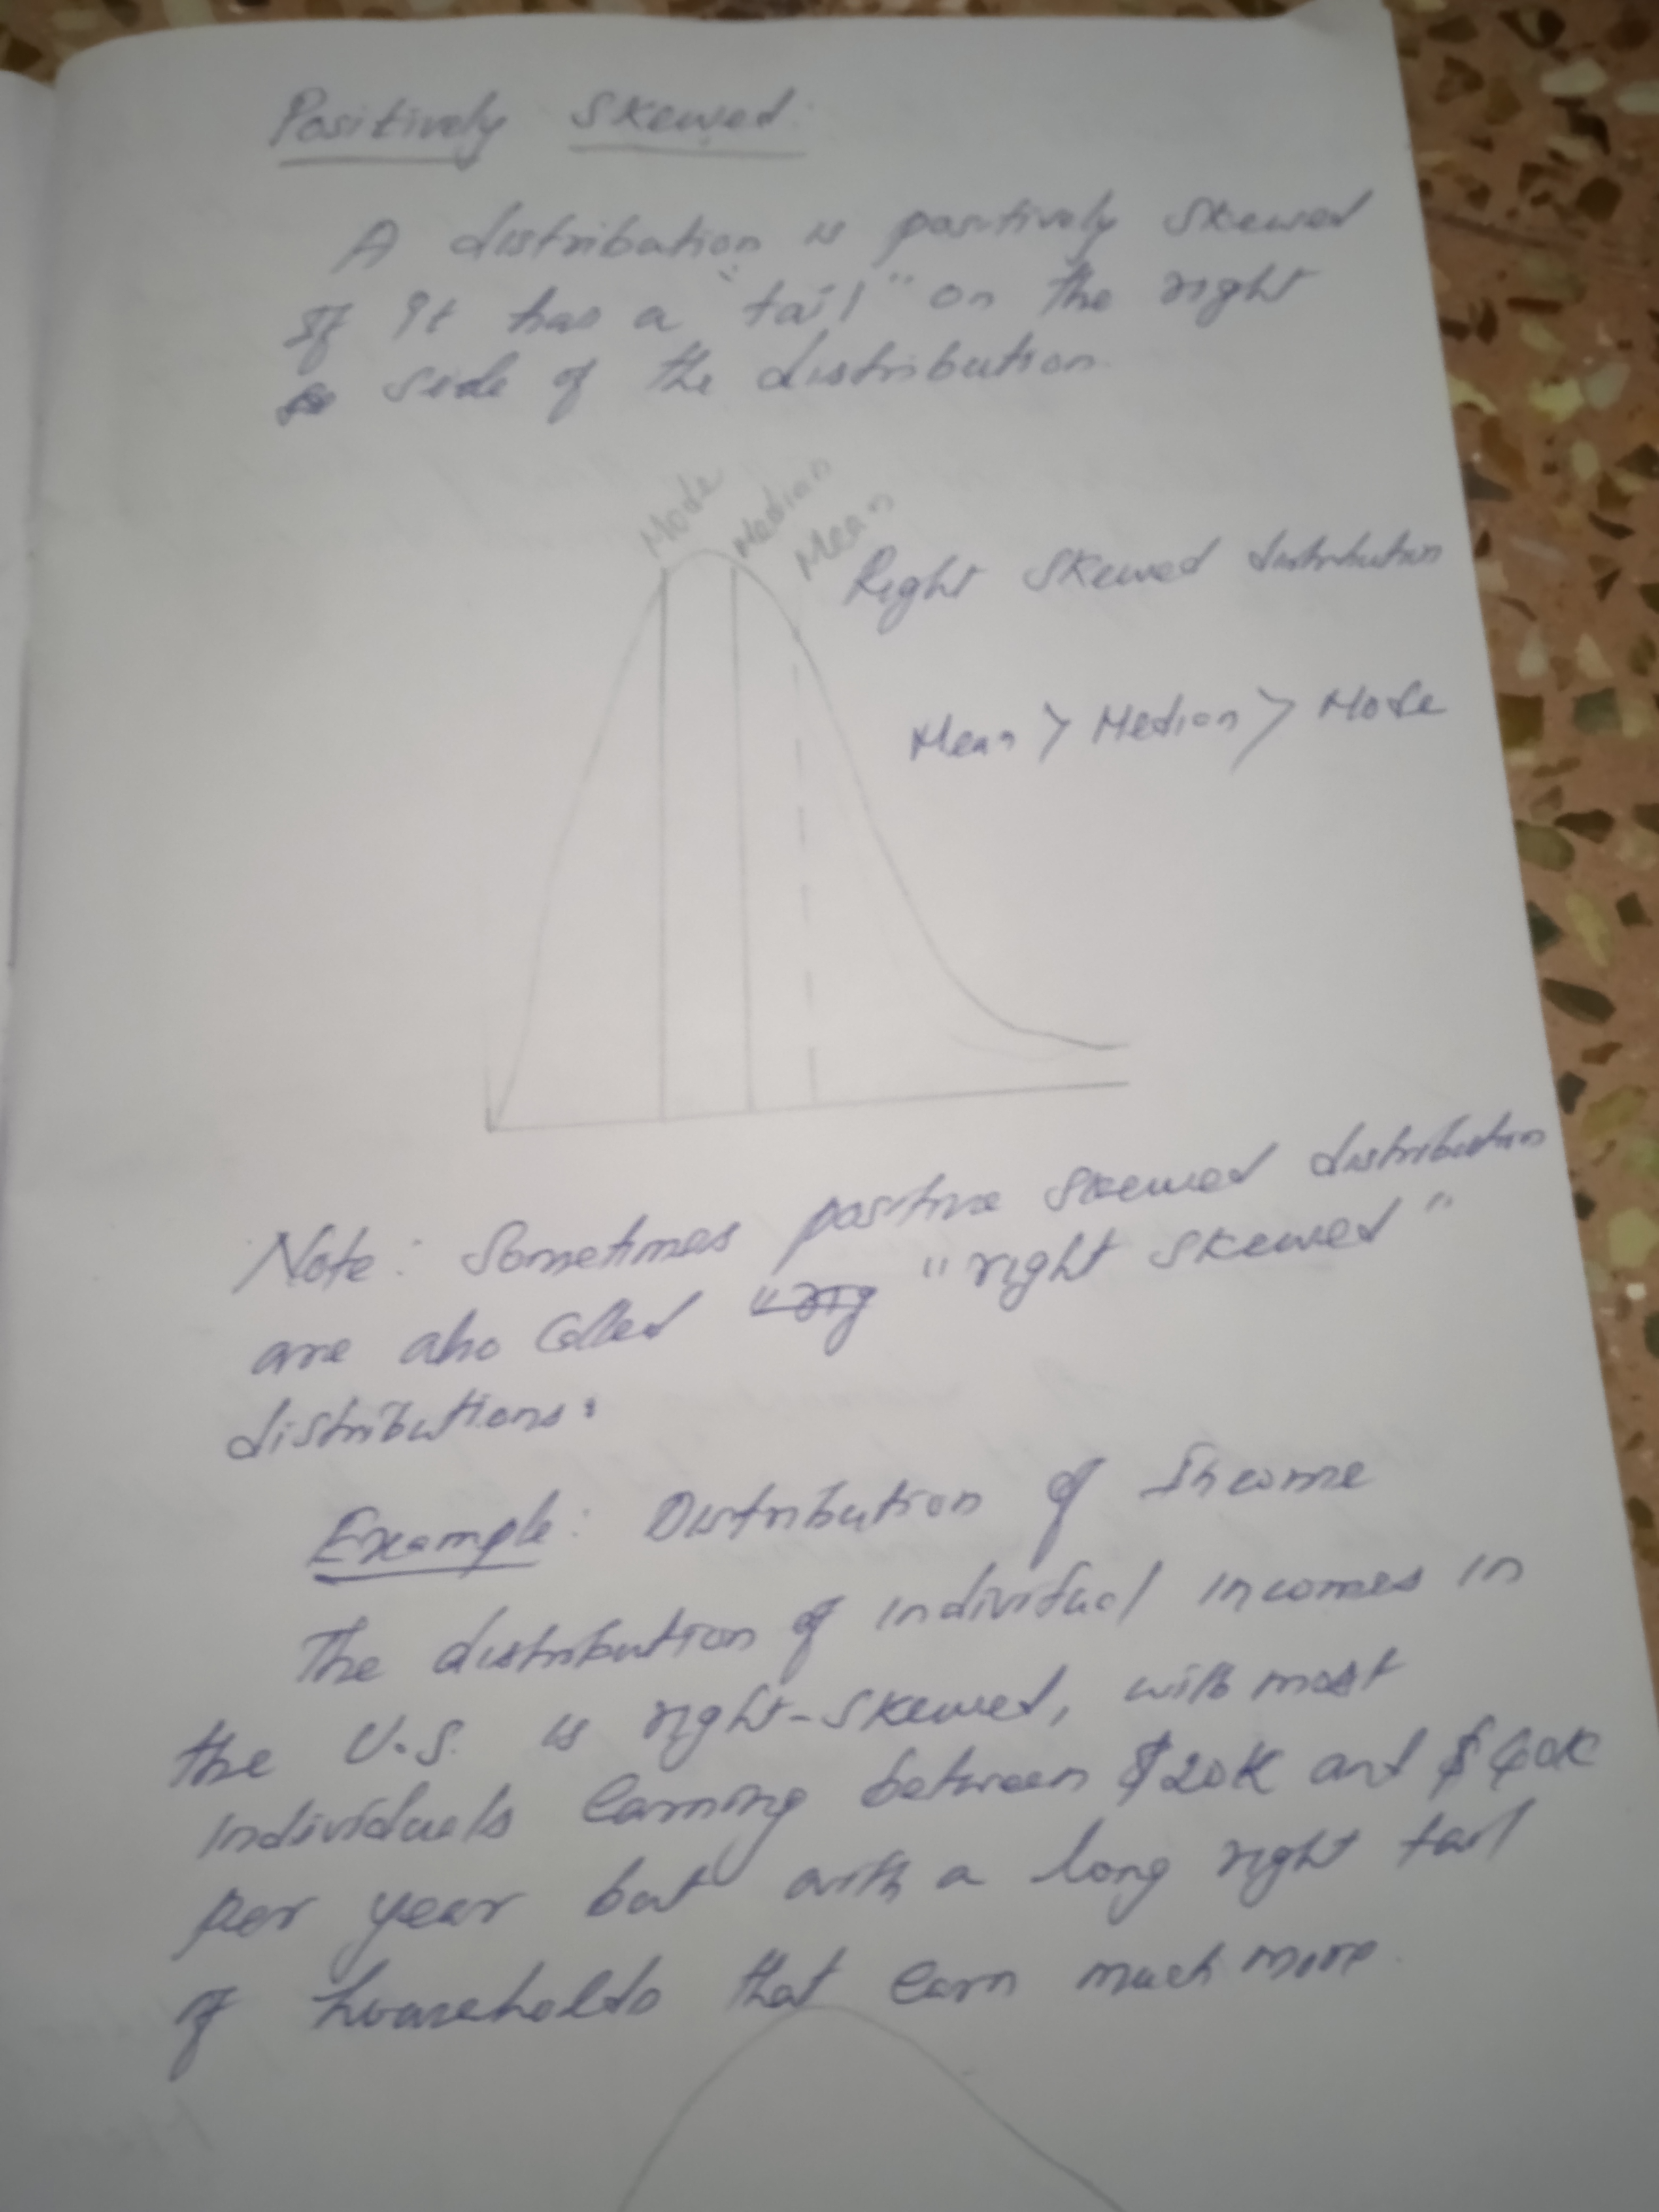 Positively Skewed:
A distribution is positively skewed
If It has a "tail" on the right
side of the distribution.
Mode
Median
Mean
Right Skewed distribution
Mean > Median > Mode
Note: Sometimes positive skewed distribution
are also called "rig "right skewed"
distributions:
Example: Distribution of Income
The distribution of individual incomes in
the U.S. is right-skewed, with most
individuals earning between $20K and $40K
per year but with a long right tail
of households that earn much more.